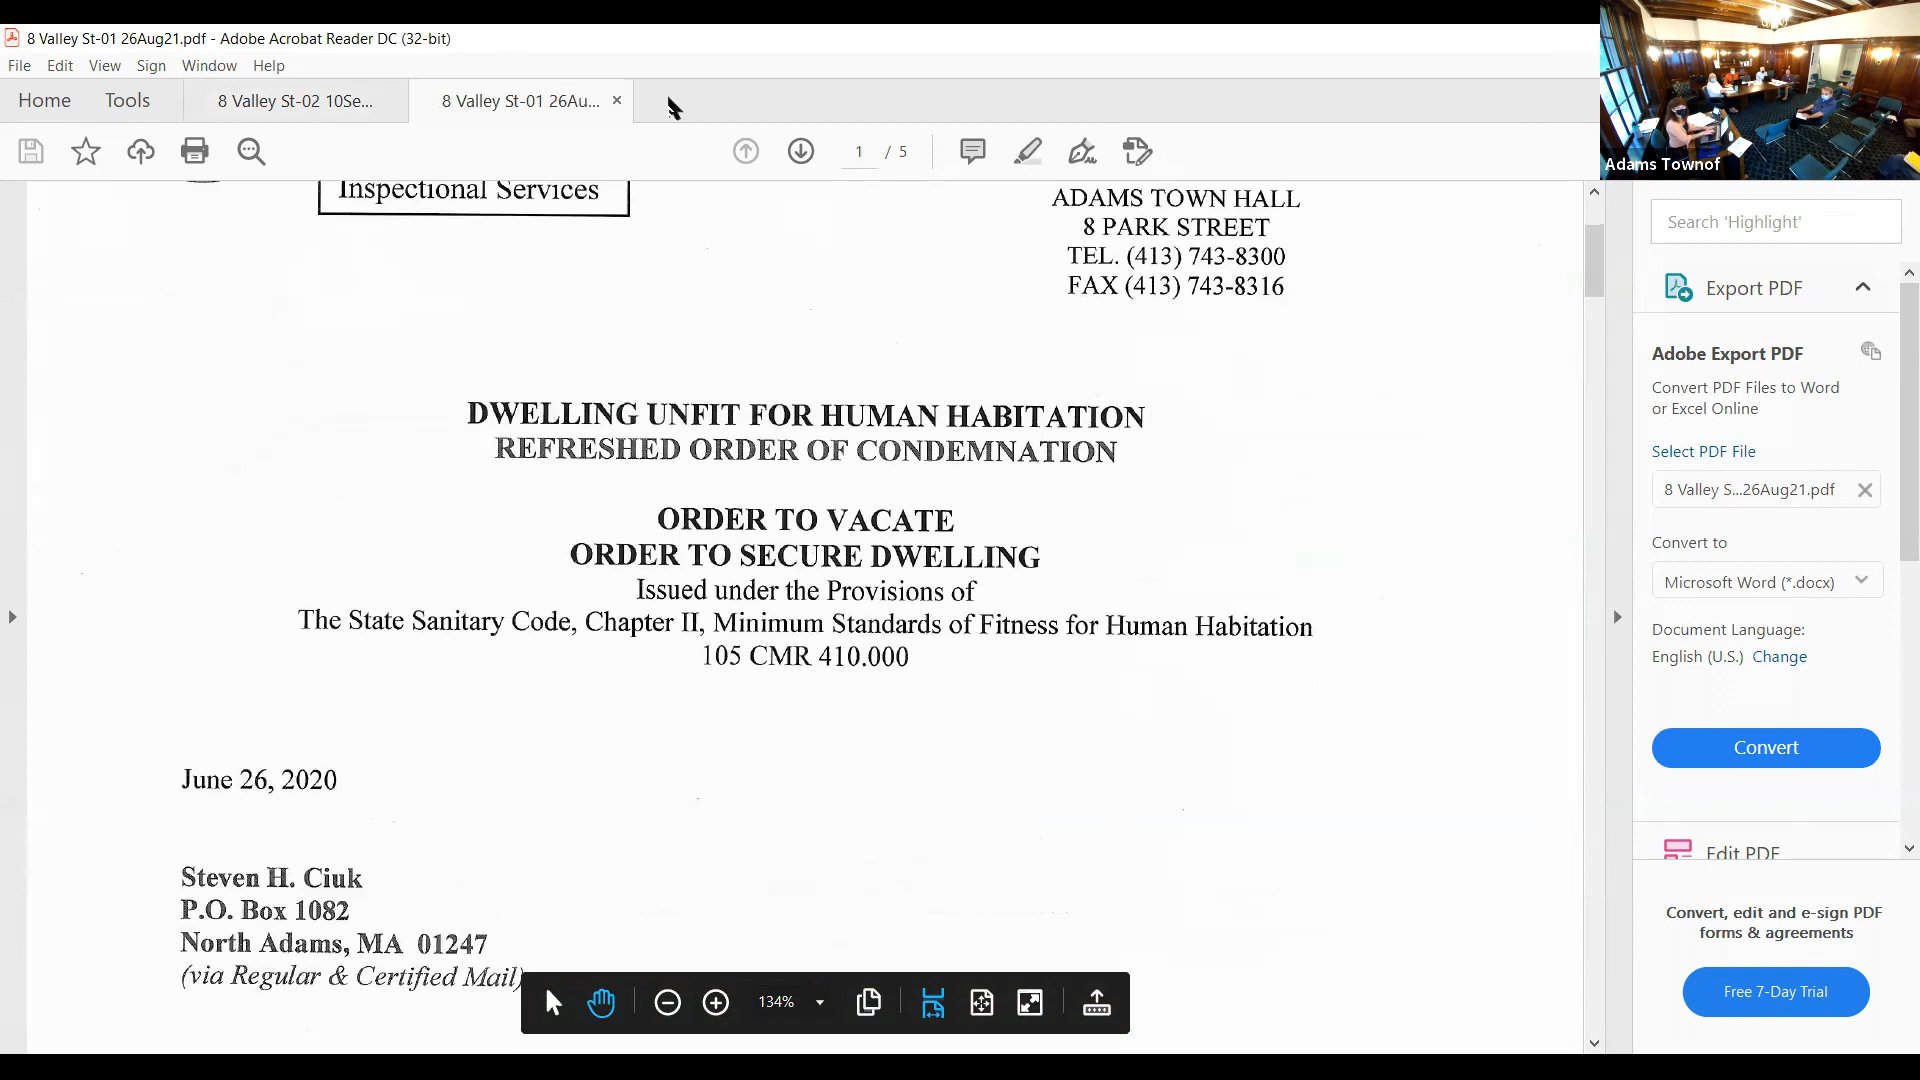 8 Valley St-01 26Aug21.pdf - Adobe Acrobat Reader DC (32-bit)
File Edit View Sign Window Help
Home Tools 8 Valley St-02 10Se... 8 Valley St-01 26Au... ×
1 / 5
Adams Townof
Inspectional Services
ADAMS TOWN HALL
8 PARK STREET
TEL. (413) 743-8300
FAX (413) 743-8316
DWELLING UNFIT FOR HUMAN HABITATION
REFRESHED ORDER OF CONDEMNATION
ORDER TO VACATE
ORDER TO SECURE DWELLING
Issued under the Provisions of
The State Sanitary Code, Chapter II, Minimum Standards of Fitness for Human Habitation
105 CMR 410.000
June 26, 2020
Steven H. Ciuk
P.O. Box 1082
North Adams, MA 01247
(via Regular & Certified Mail)
134%
Search 'Highlight'
Export PDF
Adobe Export PDF
Convert PDF Files to Word
or Excel Online
Select PDF File
8 Valley S...26Aug21.pdf
Convert to
Microsoft Word (*.docx)
Document Language:
English (U.S.) Change
Convert
Edit PDF
Convert, edit and e-sign PDF
forms & agreements
Free 7-Day Trial